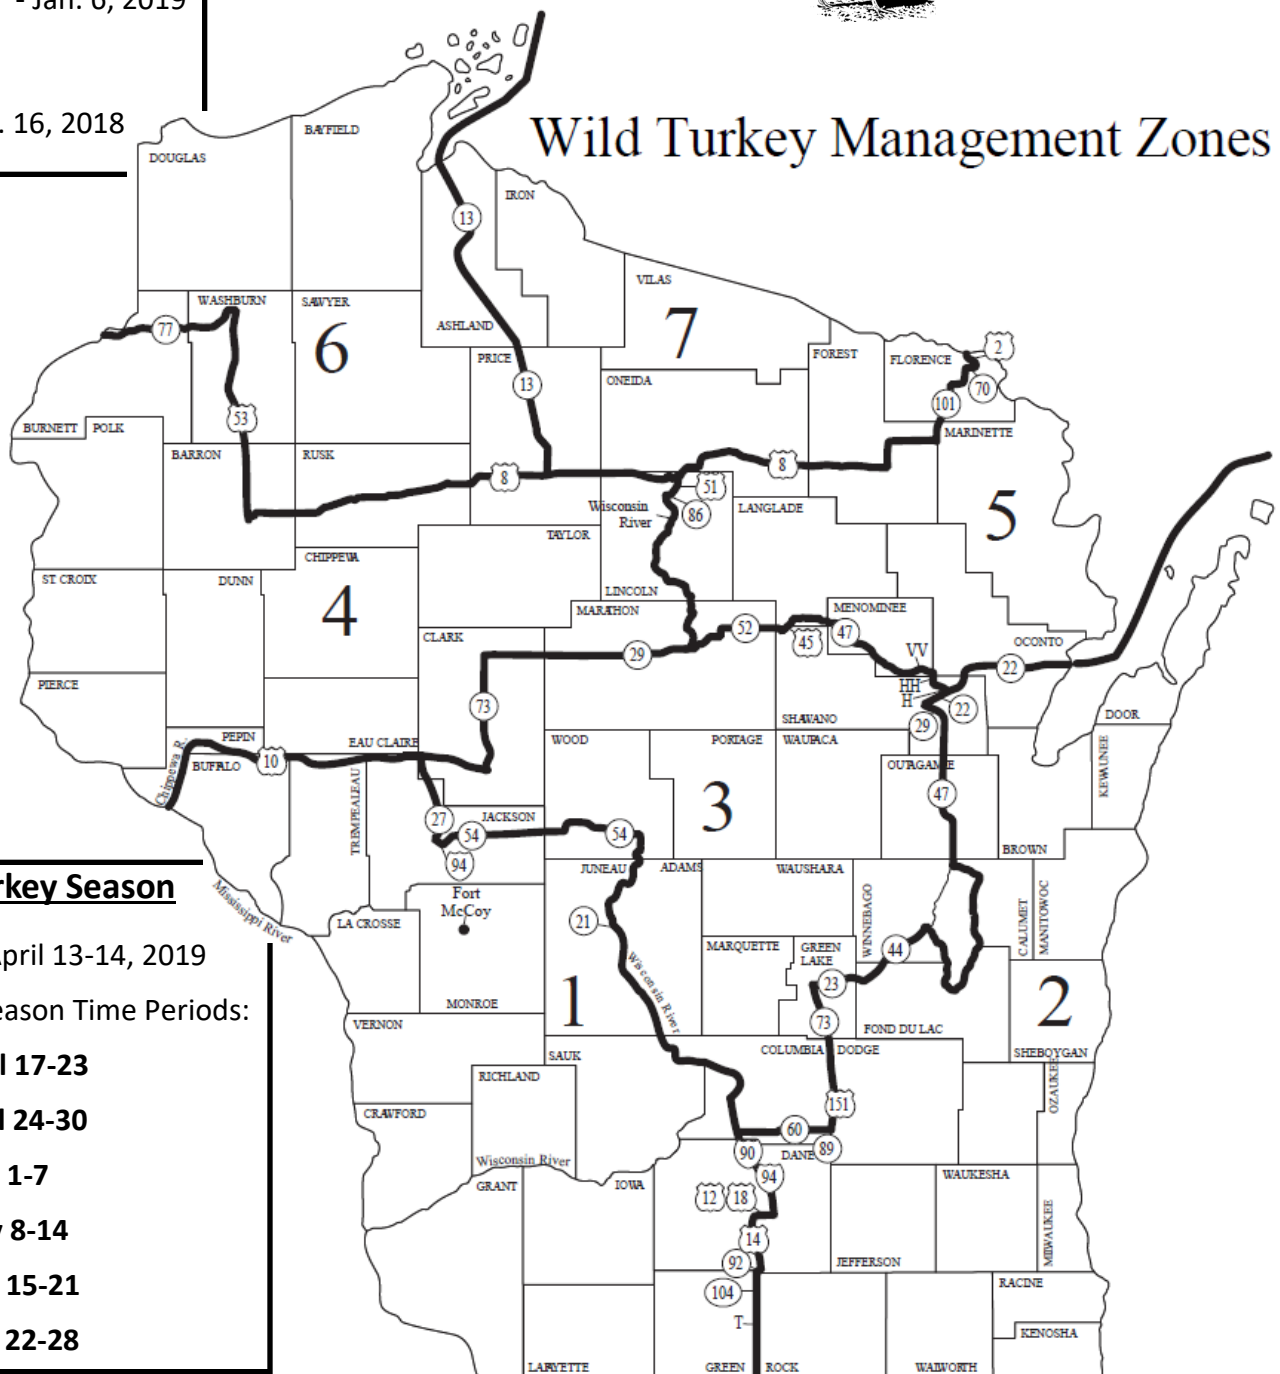 - Jan. 6, 2019
. 16, 2018
Wild Turkey Management Zones
BAYFIELD
DOUGLAS
IRON
13
VILAS
WASHBURN
SAWYER
77
6
ASHLAND
7
2
PRICE
FOREST
FLORENCE
ONEIDA
13
70
101
53
BURNETT
POLK
MARINETTE
BARRON
RUSK
8
8
51
5
Wisconsin
River
86
LANGLADE
TAYLOR
CHIPPEWA
ST CROIX
DUNN
4
LINCOLN
MARATHON
MENOMINEE
CLARK
52
45
47
OCONTO
29
VV
22
PIERCE
HH
H
73
22
SHAWANO
29
DOOR
PEPIN
EAU CLAIRE
WOOD
PORTAGE
WAUPACA
Chippewa R.
10
BUFFALO
OUTAGAMIE
KEWAUNEE
TREMPEALEAU
47
3
27
JACKSON
54
54
94
BROWN
JUNEAU
ADAMS
WAUSHARA
rkey Season
Mississippi River
Fort
McCoy
LA CROSSE
21
WINNEBAGO
CALUMET
MANITOWOC
April 13-14, 2019
MARQUETTE
GREEN
LAKE
44
Wisconsin River
23
eason Time Periods:
MONROE
1
73
2
VERNON
FOND DU LAC
l 17-23
SAUK
COLUMBIA
DODGE
SHEBOYGAN
RICHLAND
OZAUKEE
l 24-30
CRAWFORD
151
60
1-7
Wisconsin River
90
DANE
89
GRANT
IOWA
94
WAUKESHA
12
18
y 8-14
14
MILWAUKEE
92
JEFFERSON
15-21
104
RACINE
T
22-28
KENOSHA
LAFAYETTE
GREEN
ROCK
WALWORTH